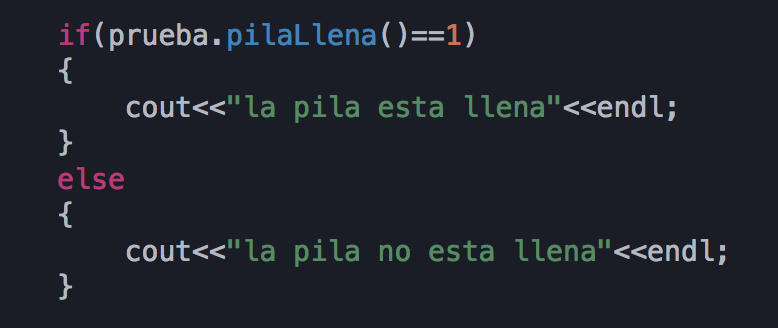 if(prueba.pilaLlena()==1)
{
    cout<<"la pila esta llena"<<endl;
}
else
{
    cout<<"la pila no esta llena"<<endl;
}